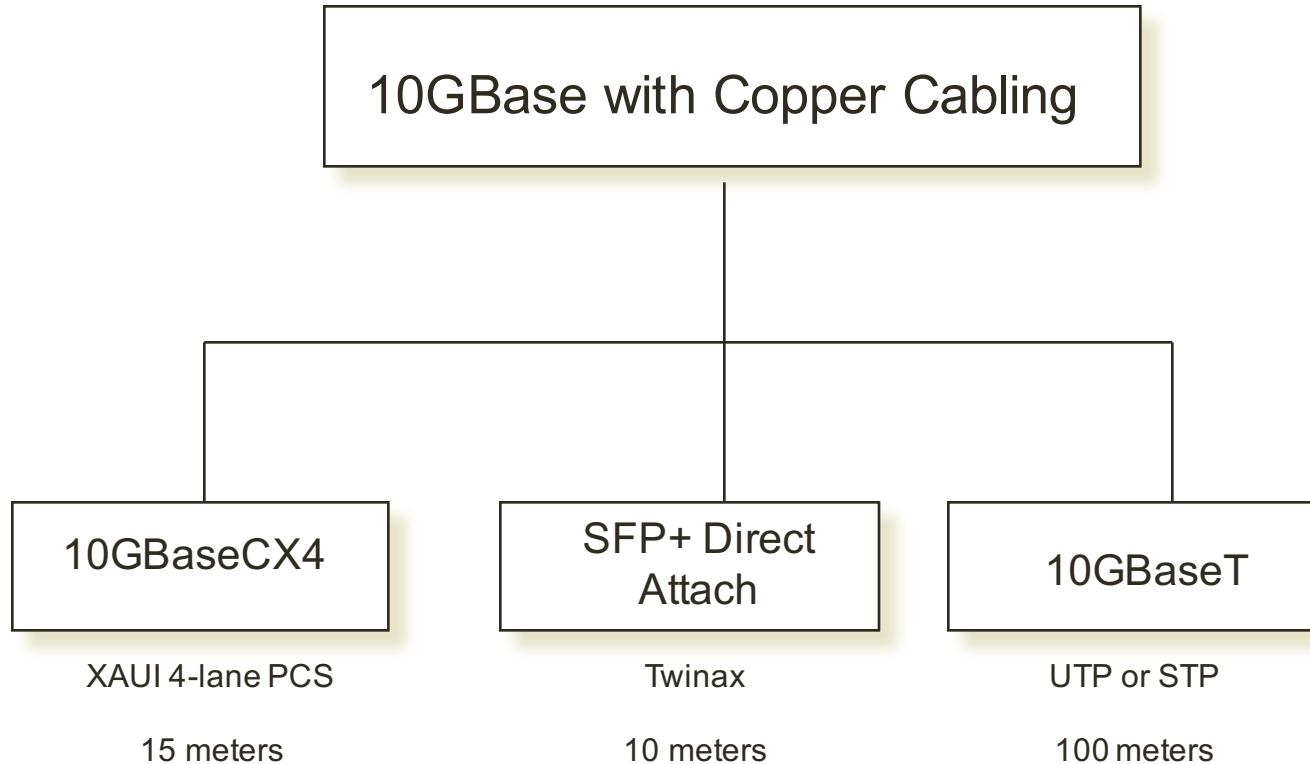 10GBase with Copper Cabling
10GBaseCX4
SFP+ Direct
Attach
10GBaseT
XAUI 4-lane PCS
Twinax
UTP or STP
15 meters
10 meters
100 meters